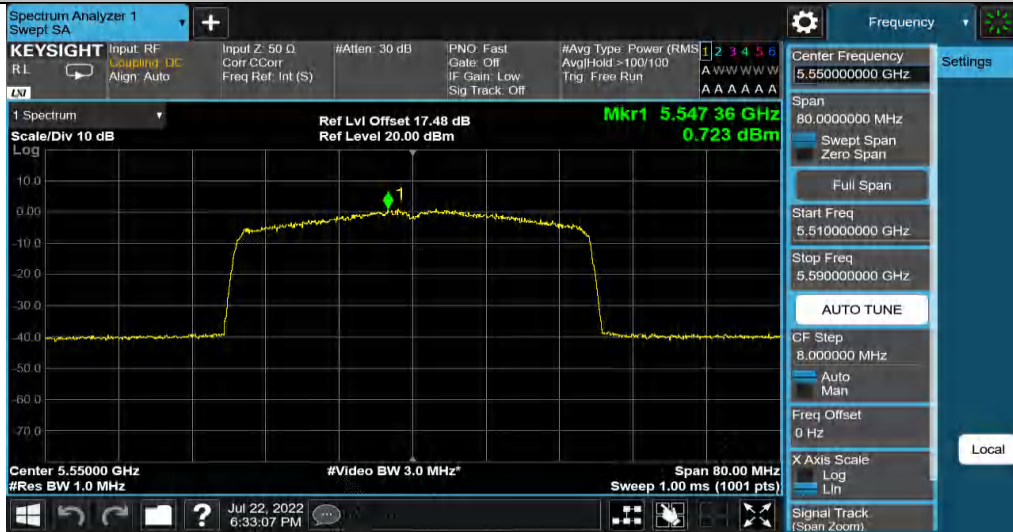 Spectrum Analyzer 1
Swept SA
+
Frequency
KEYSIGHT
RL
LXI
Input: RF
Coupling: DC
Align: Auto
Input Z: 50 Ω
Corr CCorr
Freq Ref: Int (S)
#Atten: 30 dB
PNO: Fast
Gate: Off
IF Gain: Low
Sig Track: Off
#Avg Type: Power (RMS
Avg|Hold >100/100
Trig: Free Run
1 2 3 4 5 6
A W W W W W
A A A A A A
1 Spectrum
Scale/Div 10 dB
Ref Lvl Offset 17.48 dB
Ref Level 20.00 dBm
Mkr1 5.547 36 GHz
0.723 dBm
Log
10.0
0.00
-10.0
-20.0
-30.0
-40.0
-50.0
-60.0
-70.0
1
Center 5.55000 GHz
#Res BW 1.0 MHz
#Video BW 3.0 MHz*
Span 80.00 MHz
Sweep 1.00 ms (1001 pts)
Center Frequency
5.550000000 GHz
Settings
Span
80.0000000 MHz
Swept Span
Zero Span
Full Span
Start Freq
5.510000000 GHz
Stop Freq
5.590000000 GHz
AUTO TUNE
CF Step
8.000000 MHz
Auto
Man
Freq Offset
0 Hz
Local
X Axis Scale
Log
Lin
Signal Track
(Span Zoom)
?
Jul 22, 2022
6:33:07 PM